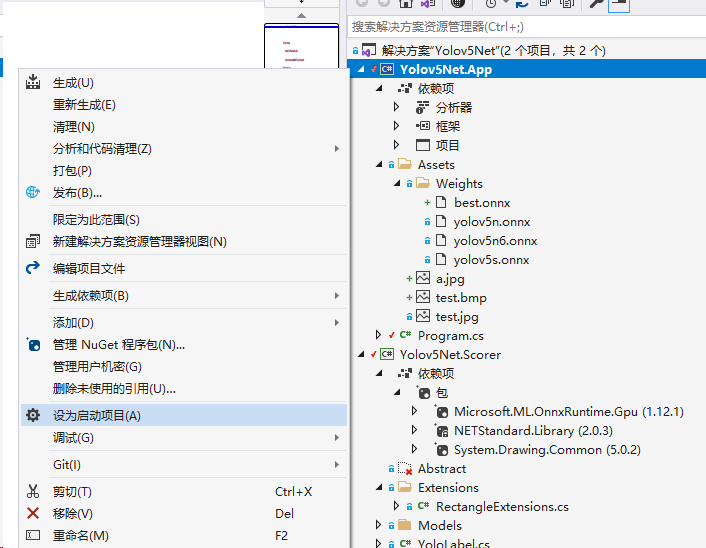 生成(U)
重新生成(E)
清理(N)
分析和代码清理(Z)
打包(P)
发布(B)...
限定为此范围(S)
新建解决方案资源管理器视图(N)
编辑项目文件
生成依赖项(B)
添加(D)
管理 NuGet 程序包(N)...
管理用户机密(G)
删除未使用的引用(U)...
设为启动项目(A)
调试(G)
Git(I)
剪切(T) Ctrl+X
移除(V) Del
重命名(M) F2
搜索解决方案资源管理器(Ctrl+;)
解决方案"Yolov5Net"(2 个项目，共 2 个)
Yolov5Net.App
依赖项
分析器
框架
项目
Assets
Weights
best.onnx
yolov5n.onnx
yolov5n6.onnx
yolov5s.onnx
a.jpg
test.bmp
test.jpg
Program.cs
Yolov5Net.Scorer
依赖项
包
Microsoft.ML.OnnxRuntime.Gpu (1.12.1)
NETStandard.Library (2.0.3)
System.Drawing.Common (5.0.2)
Abstract
Extensions
RectangleExtensions.cs
Models
YoloLabel.cs